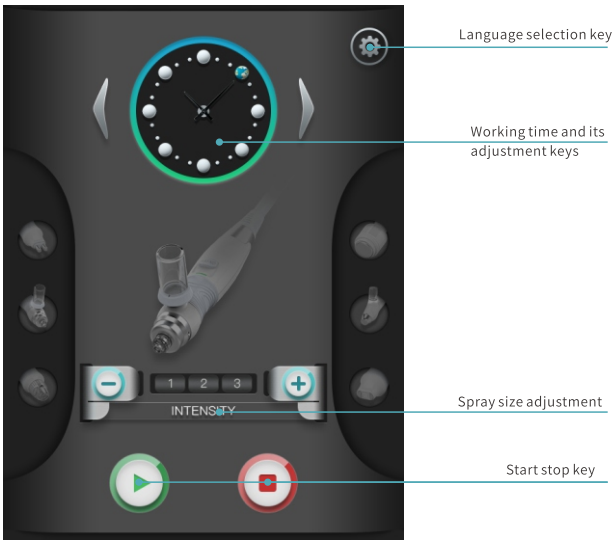 Language selection key
Working time and its
adjustment keys
1 2 3
INTENSITY
Spray size adjustment
Start stop key